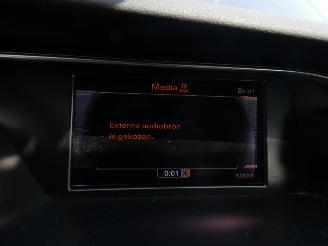 Media
Bron
Externe audiobron
is gekozen.
0:01
Klank